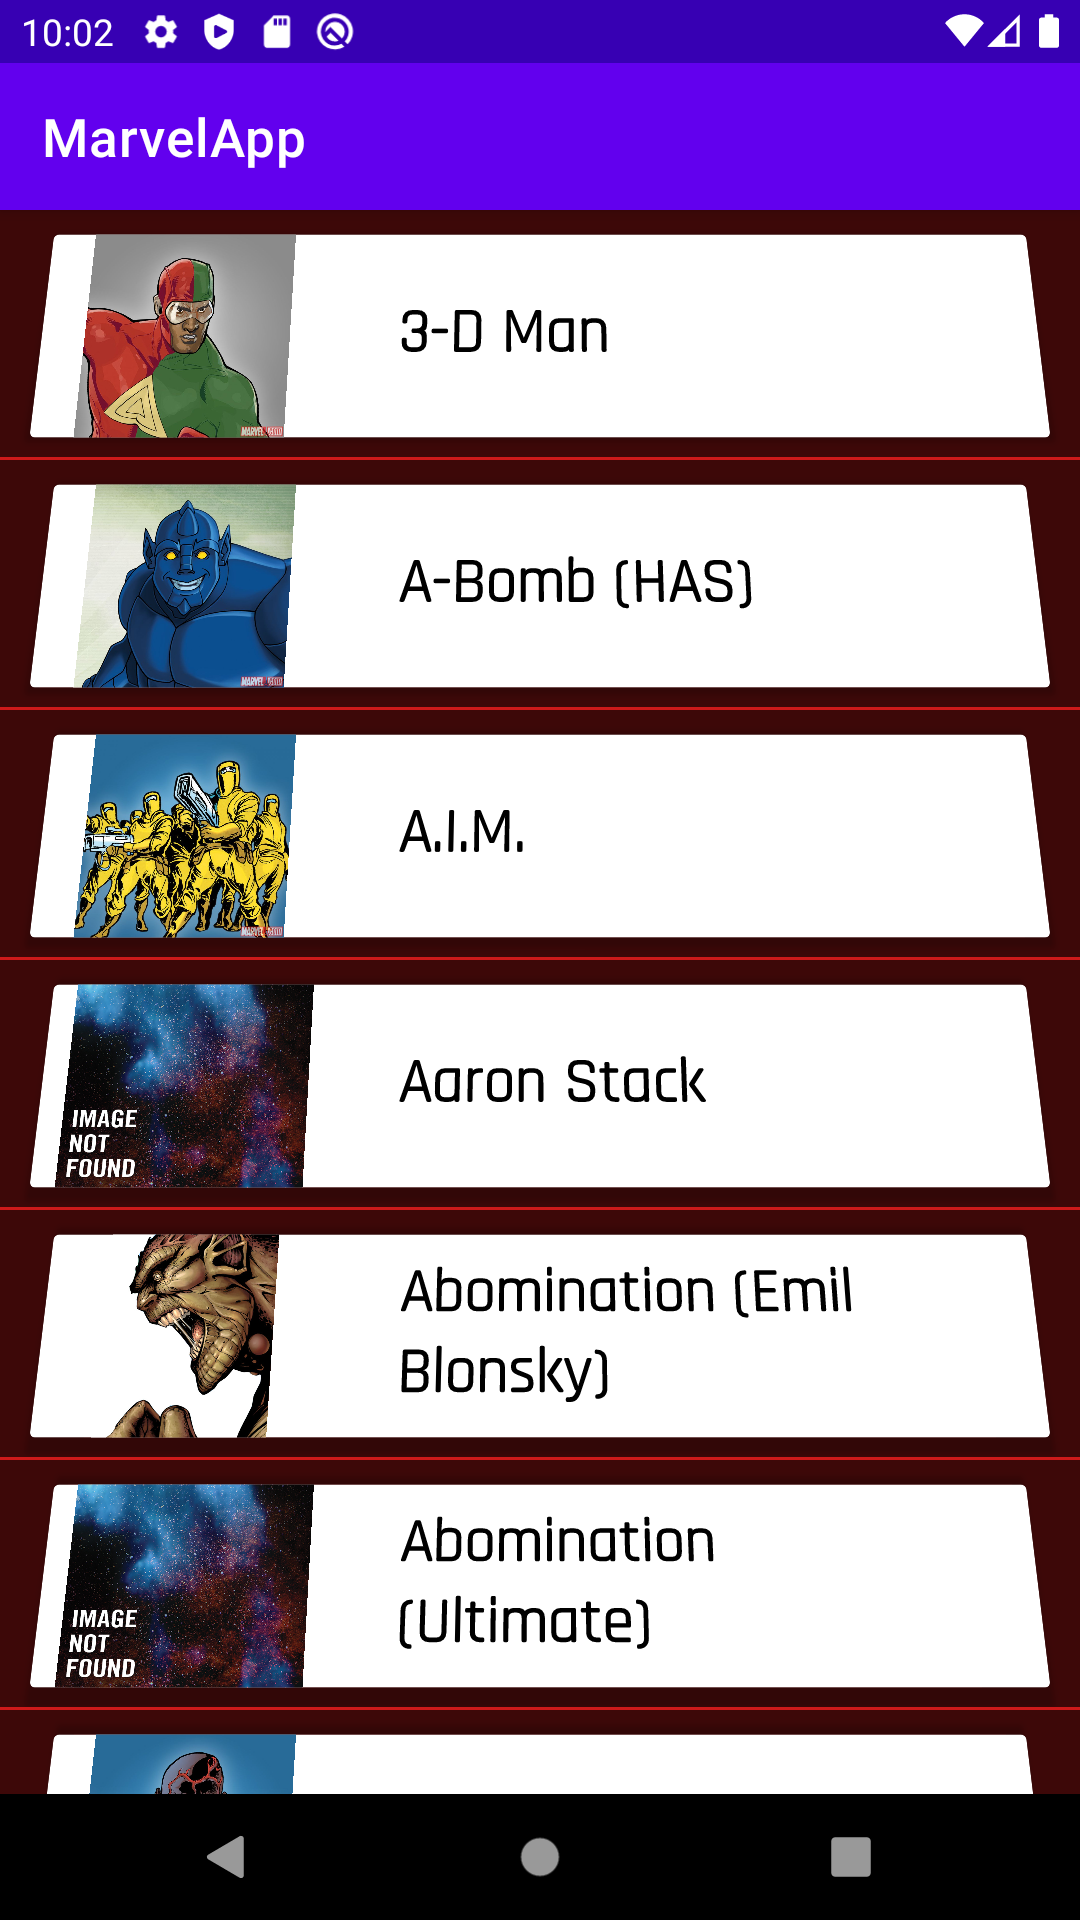 10:02
MarvelApp
3-D Man
A-Bomb (HAS)
A.I.M.
IMAGE
NOT
FOUND
Aaron Stack
Abomination (Emil
Blonsky)
IMAGE
NOT
FOUND
Abomination
(Ultimate)